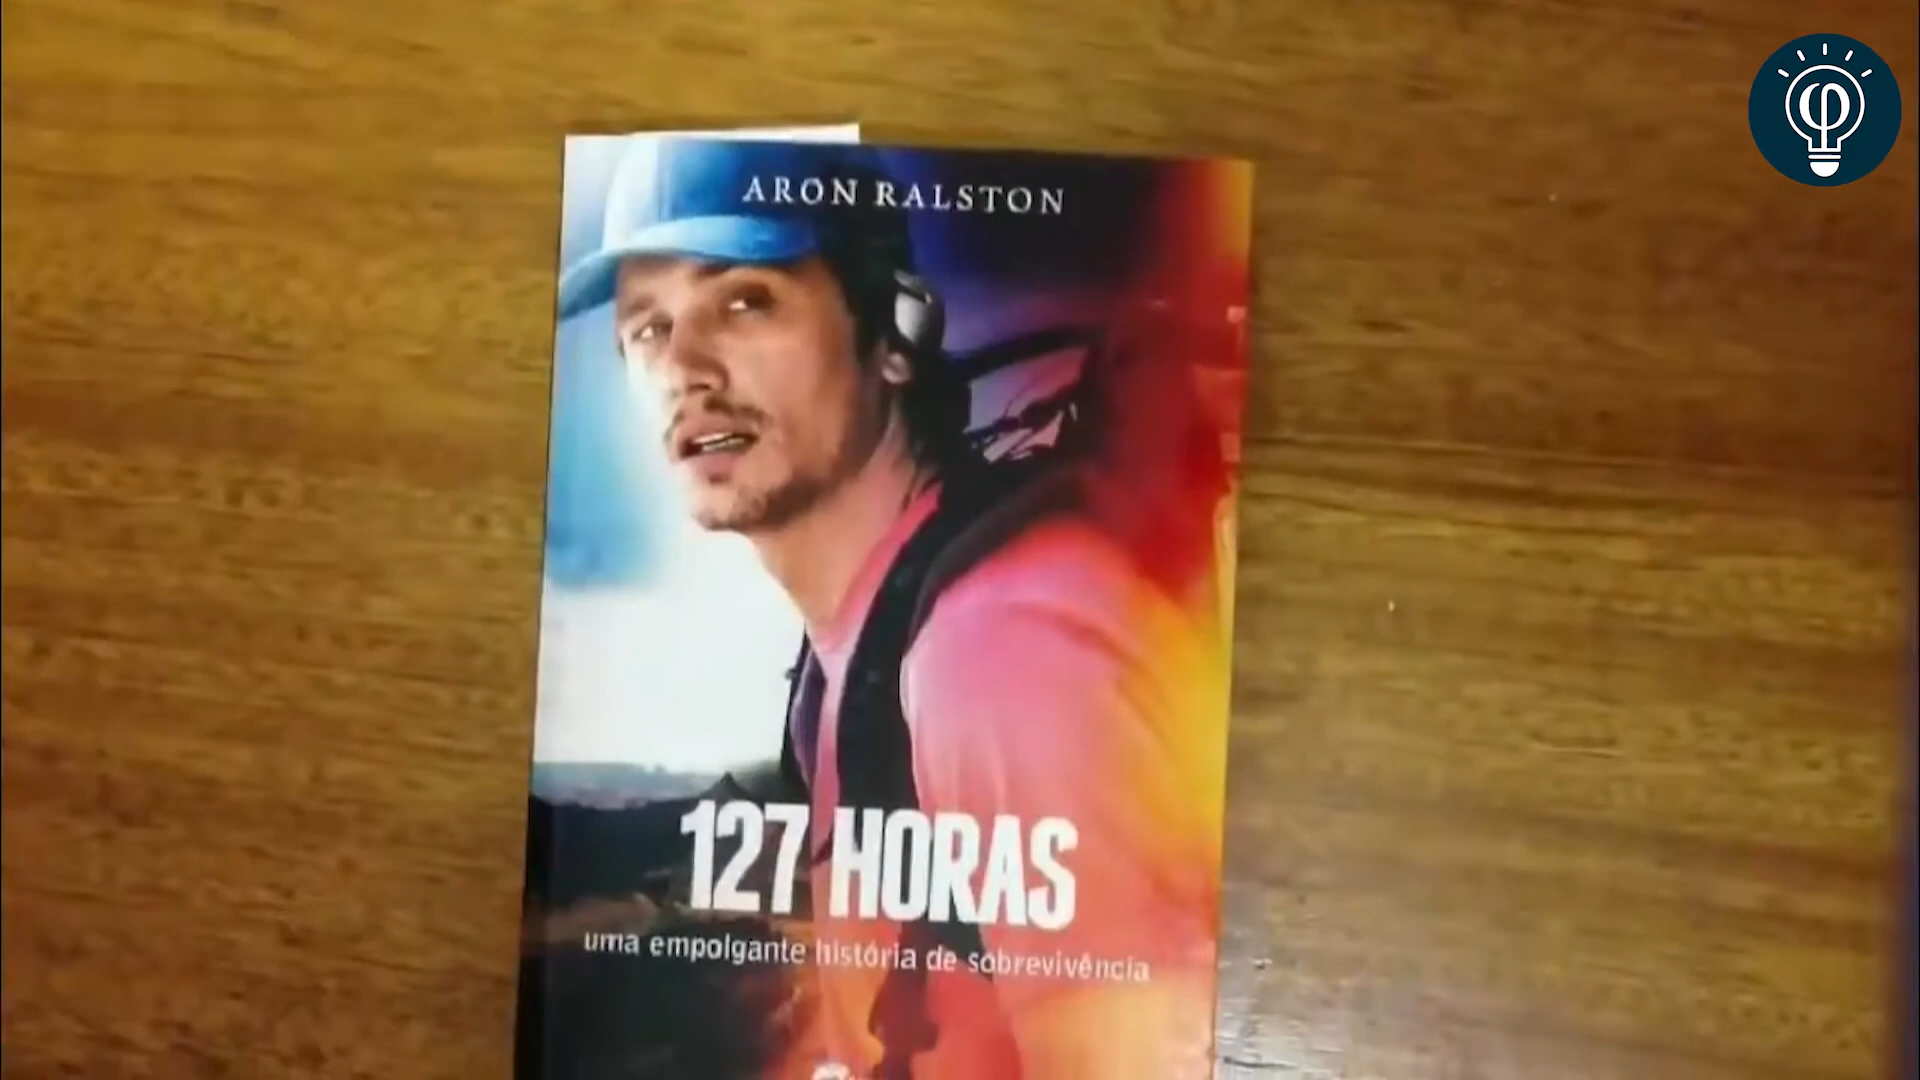 ARON RALSTON
127 HORAS
uma empolgante história de sobrevivência